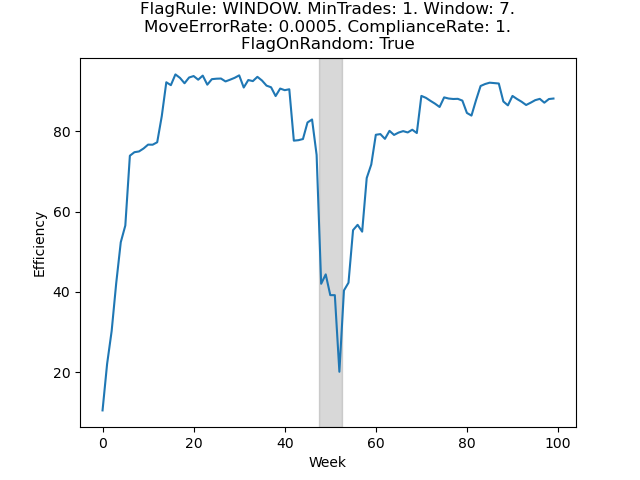 FlagRule: WINDOW. MinTrades: 1. Window: 7.
MoveErrorRate: 0.0005. ComplianceRate: 1.
FlagOnRandom: True
80
60
40
20
Efficiency
0 20 40 60 80 100
Week